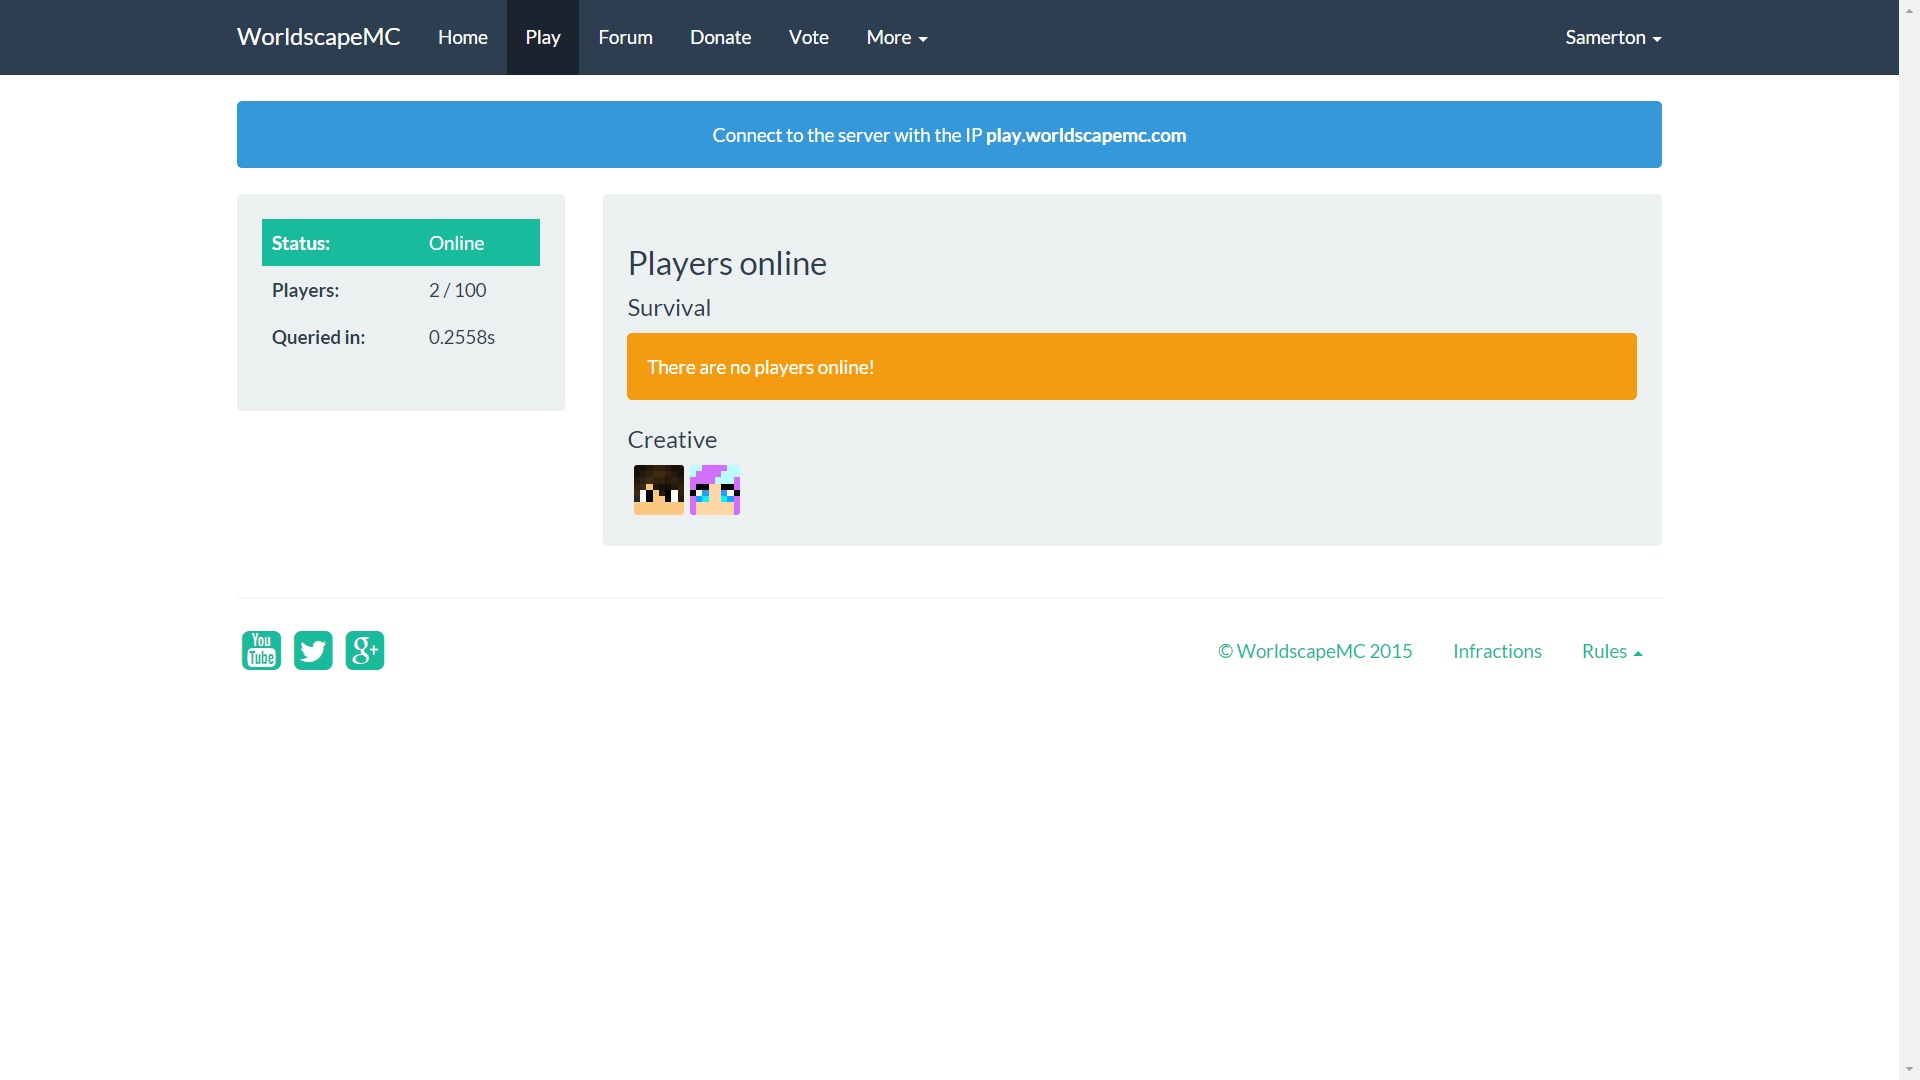 WorldscapeMC Home Play Forum Donate Vote More Samerton
Connect to the server with the IP play.worldscapemc.com
Status: Online
Players: 2 / 100
Queried in: 0.2558s
Players online
Survival
There are no players online!
Creative
You
Tube
g+
© WorldscapeMC 2015 Infractions Rules